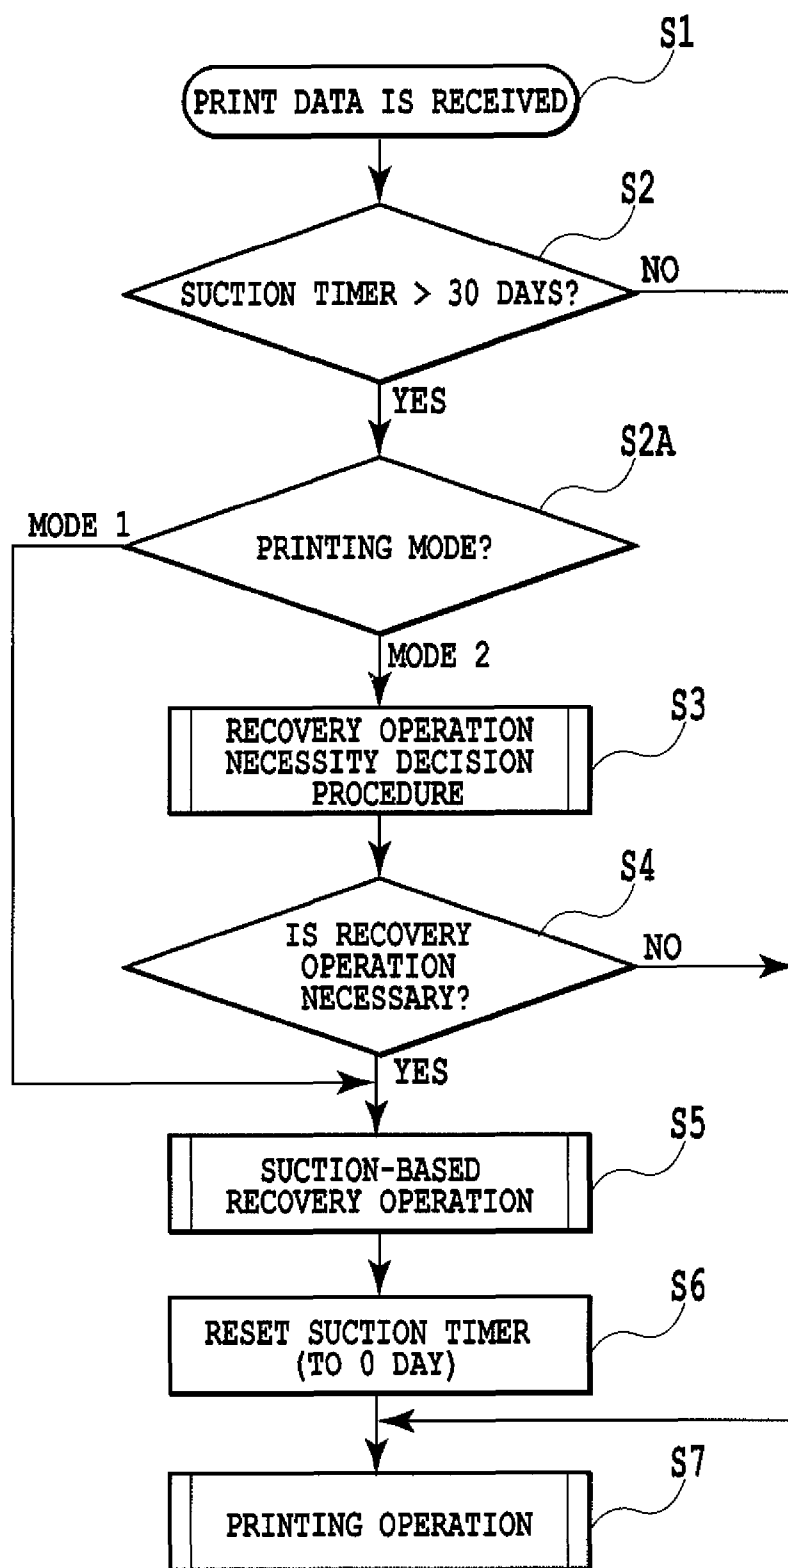 S1
PRINT DATA IS RECEIVED
S2
SUCTION TIMER > 30 DAYS?
NO
YES
S2A
MODE 1
PRINTING MODE?
MODE 2
S3
RECOVERY OPERATION
NECESSITY DECISION
PROCEDURE
S4
IS RECOVERY
OPERATION
NECESSARY?
NO
YES
S5
SUCTION-BASED
RECOVERY OPERATION
S6
RESET SUCTION TIMER
(TO 0 DAY)
S7
PRINTING OPERATION